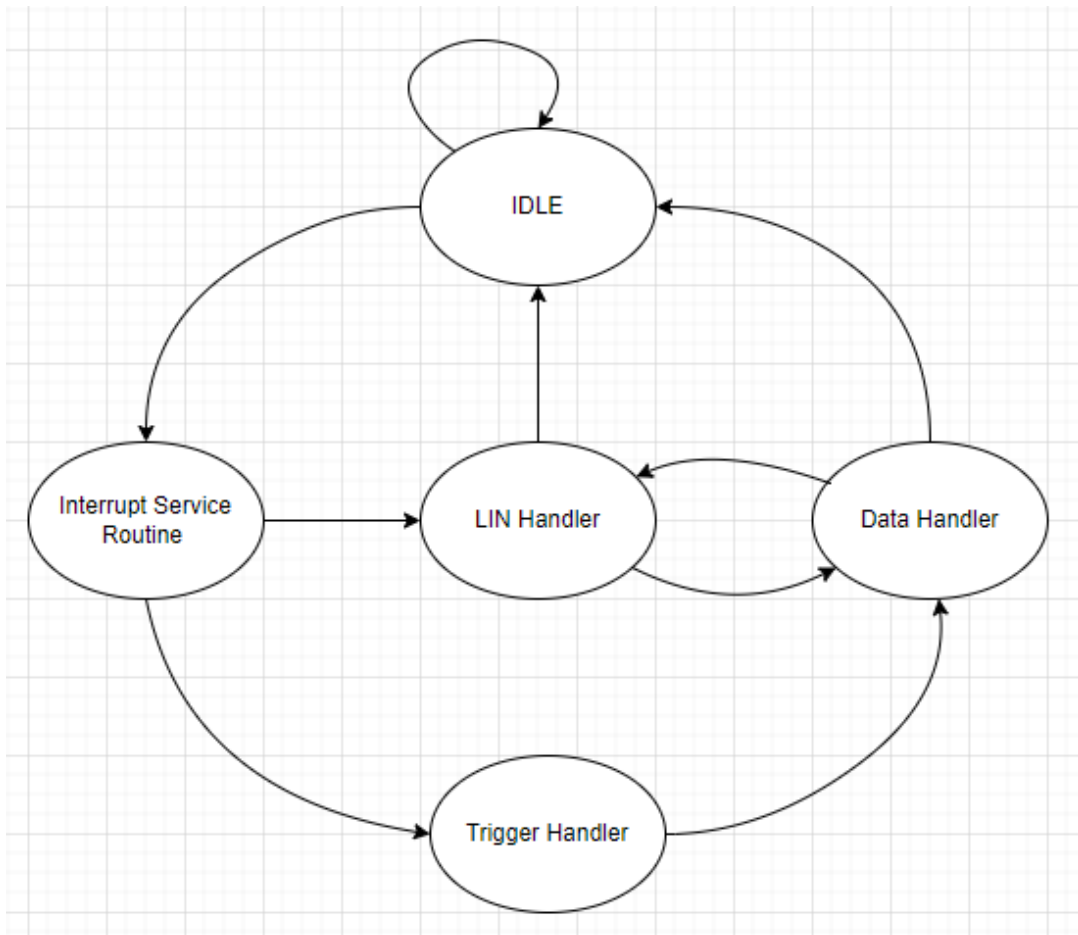 IDLE
Interrupt Service
Routine
LIN Handler
Data Handler
Trigger Handler